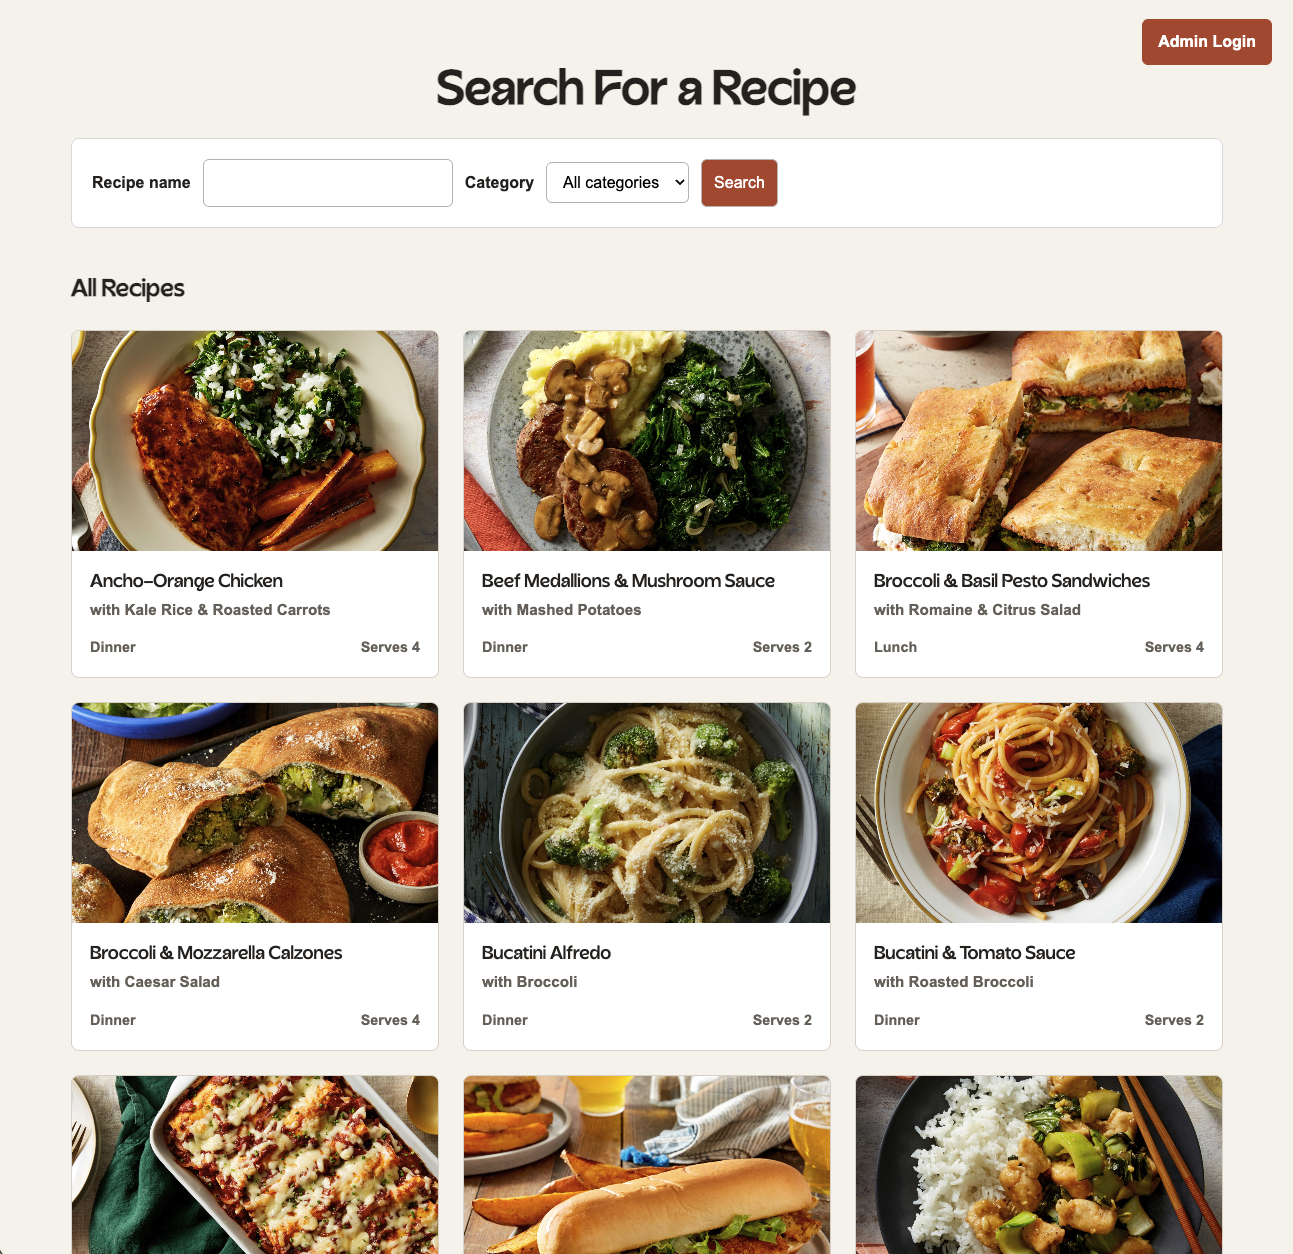 Admin Login
Search For a Recipe
Recipe name
Category
All categories
Search
All Recipes
Ancho-Orange Chicken
with Kale Rice & Roasted Carrots
Dinner
Serves 4
Beef Medallions & Mushroom Sauce
with Mashed Potatoes
Dinner
Serves 2
Broccoli & Basil Pesto Sandwiches
with Romaine & Citrus Salad
Lunch
Serves 4
Broccoli & Mozzarella Calzones
with Caesar Salad
Dinner
Serves 4
Bucatini Alfredo
with Broccoli
Dinner
Serves 2
Bucatini & Tomato Sauce
with Roasted Broccoli
Dinner
Serves 2